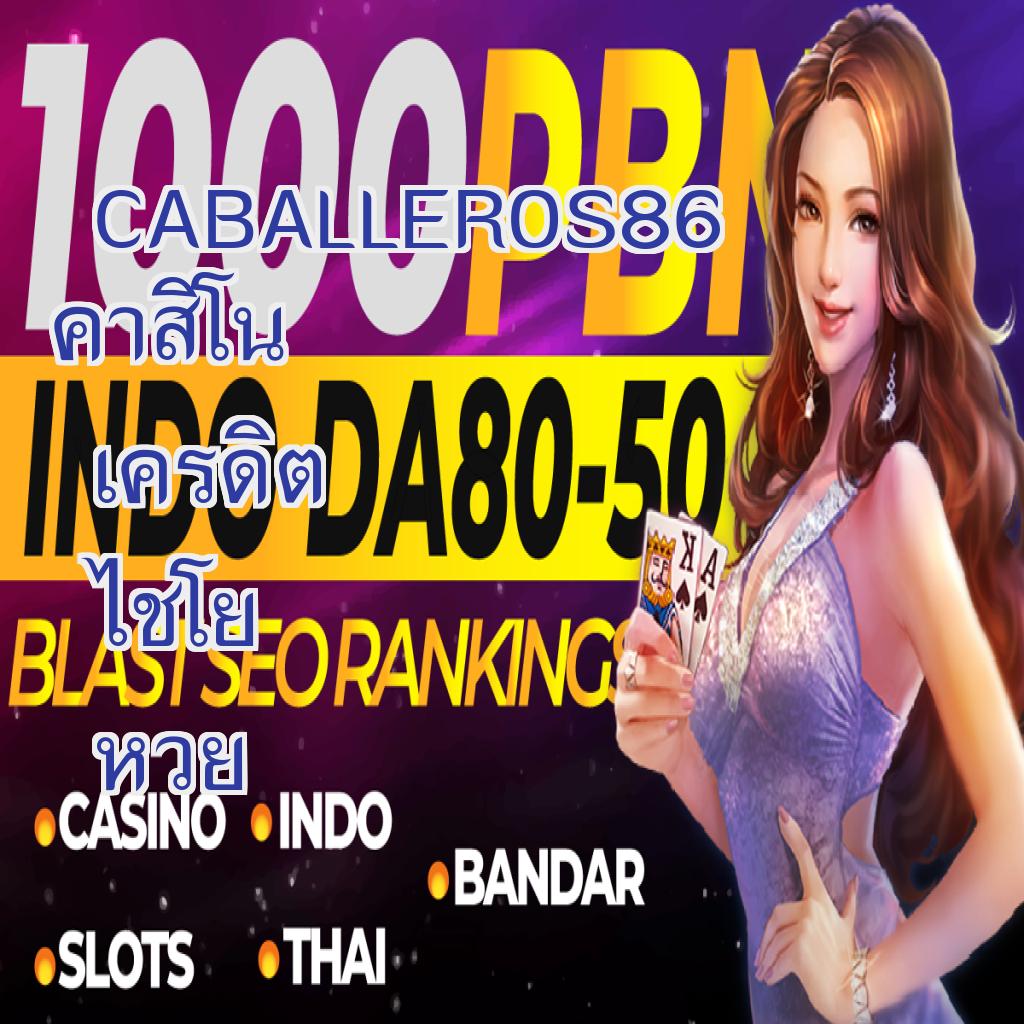 1000PBN
CABALLEROS86
คาสิโน
INDO DA80-50
เครดิต
ไชโย
BLAST SEO RANKINGS
หวย
CASINO
INDO
BANDAR
SLOTS
THAI
K A